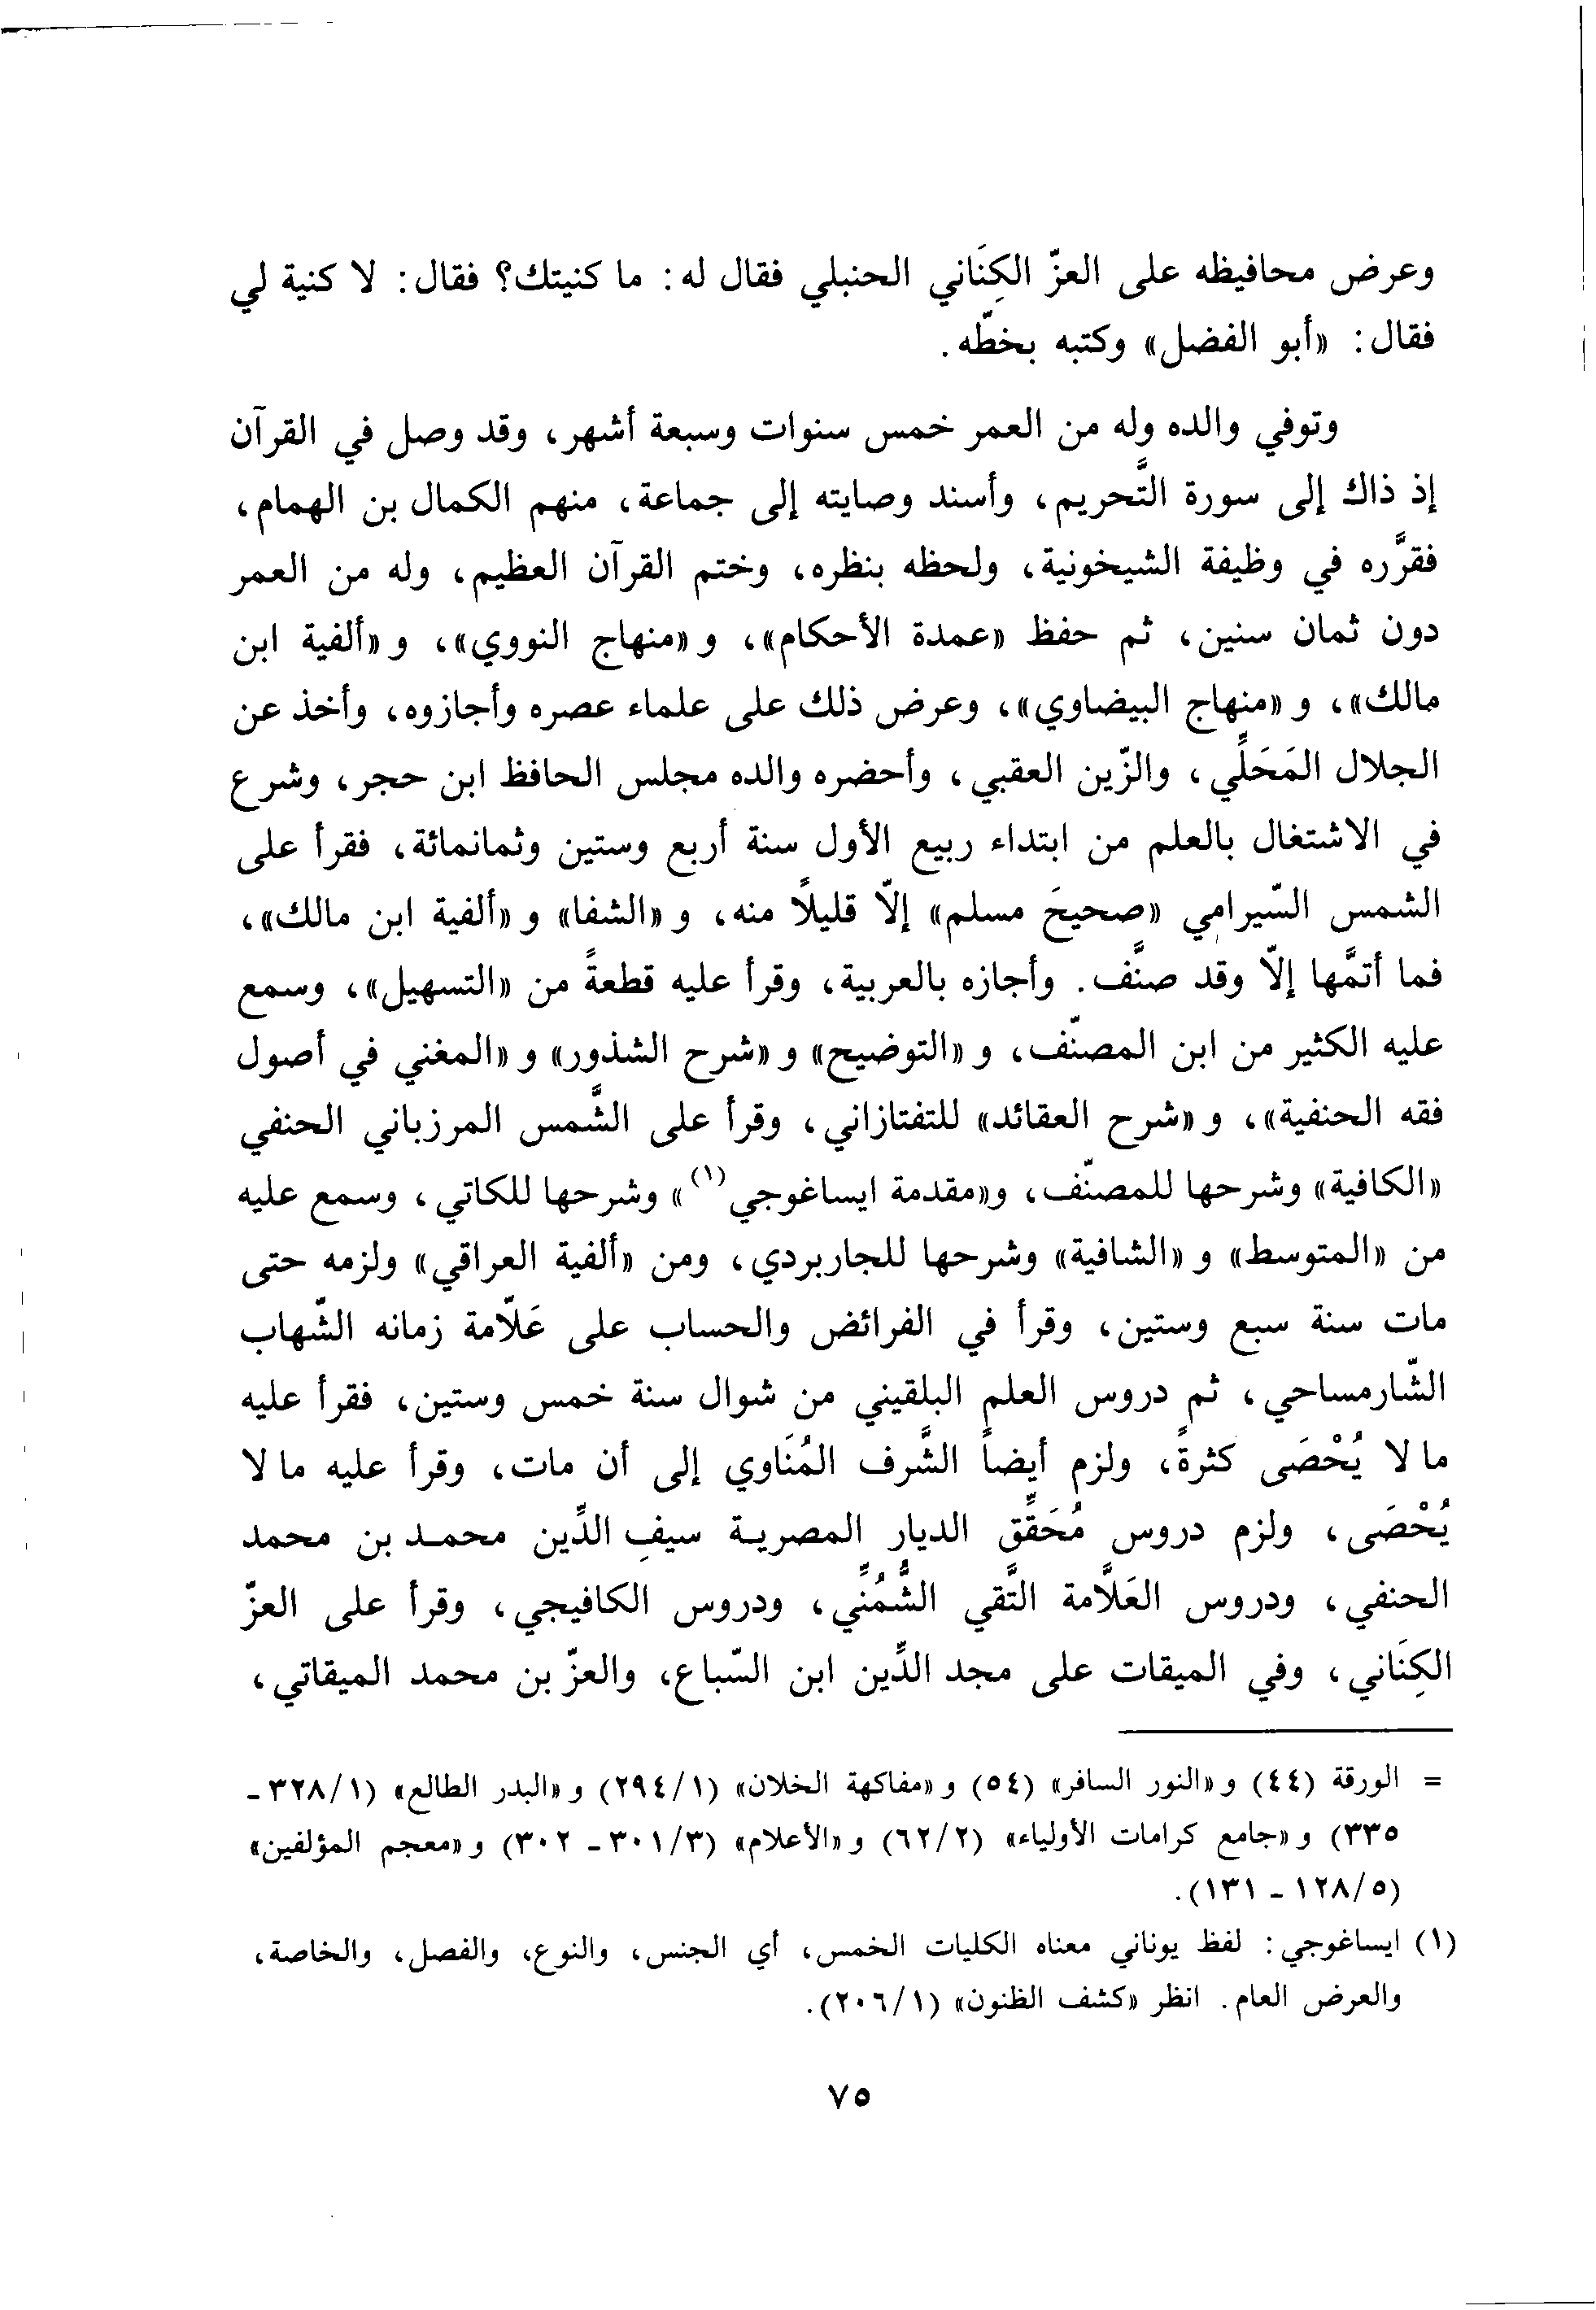 وعرض محافيظه على العزّ الكِنَاني الحنبلي فقال له: ما كنيتك؟ فقال: لا كنية لي
فقال: «أبو الفضل» وكتبه بخطّه.
وتوفي والده وله من العمر خمس سنوات وسبعة أشهر، وقد وصل في القرآن
إذ ذاك إلى سورة التَّحريم، وأسند وصايته إلى جماعة، منهم الكمال بن الهمام،
فقرَّره في وظيفة الشيخونية، ولحظه بنظره، وختم القرآن العظيم، وله من العمر
دون ثمان سنين، ثم حفظ «عمدة الأحكام»، و«منهاج النووي»، و«ألفية ابن
مالك»، و«منهاج البيضاوي»، وعرض ذلك على علماء عصره وأجازوه، وأخذ عن
الجلال المَحَلِّي، والزّين العقبي، وأحضره والده مجلس الحافظ ابن حجر، وشرع
في الاشتغال بالعلم من ابتداء ربيع الأول سنة أربع وستين وثمانمائة، فقرأ على
الشمس السّيرامي «صحيحَ مسلم» إلّا قليلًا منه، و«الشفا» و«ألفية ابن مالك»،
فما أتمَّها إلّا وقد صنَّف. وأجازه بالعربية، وقرأ عليه قطعةً من «التسهيل»، وسمع
عليه الكثير من ابن المصنّف، و«التوضيح» و«شرح الشذور» و«المغني في أصول
فقه الحنفية»، و«شرح العقائد» للتفتازاني، وقرأ على الشَّمس المرزباني الحنفي
«الكافية» وشرحها للمصنّف، و«مقدمة ايساغوجي(١)» وشرحها للكاتي، وسمع عليه
من «المتوسط» و«الشافية» وشرحها للجاربردي، ومن «ألفية العراقي» ولزمه حتى
مات سنة سبع وستين، وقرأ في الفرائض والحساب على عَلّامة زمانه الشّهاب
الشّارمساحي، ثم دروس العلم البلقيني من شوال سنة خمس وستين، فقرأ عليه
ما لا يُحْصَى كثرةً، ولزم أيضاً الشَّرف المُنَاوي إلى أن مات، وقرأ عليه ما لا
يُحْصَى، ولزم دروس مُحَقِّق الديار المصرية سيف الدِّين محمد بن محمد
الحنفي، ودروس العَلَّامة التَّقي الشُّمُنِّي، ودروس الكافيجي، وقرأ على العزّ
الكِنَاني، وفي الميقات على مجد الدِّين ابن السّباع، والعزّ بن محمد الميقاتي،
= الورقة (٤٤) و«النور السافر» (٥٤) و«مفاكهة الخلان» (٢٩٤/١) و«البدر الطالع» (٣٢٨/١ -
٣٣٥) و«جامع كرامات الأولياء» (٦٢/٢) و«الأعلام» (٣٠١/٣ - ٣٠٢) و«معجم المؤلفين»
(١٢٨/٥ - ١٣١).
(١) ايساغوجي: لفظ يوناني معناه الكليات الخمس، أي الجنس، والنوع، والفصل، والخاصة،
والعرض العام. انظر «كشف الظنون» (٢٠٦/١).
٧٥